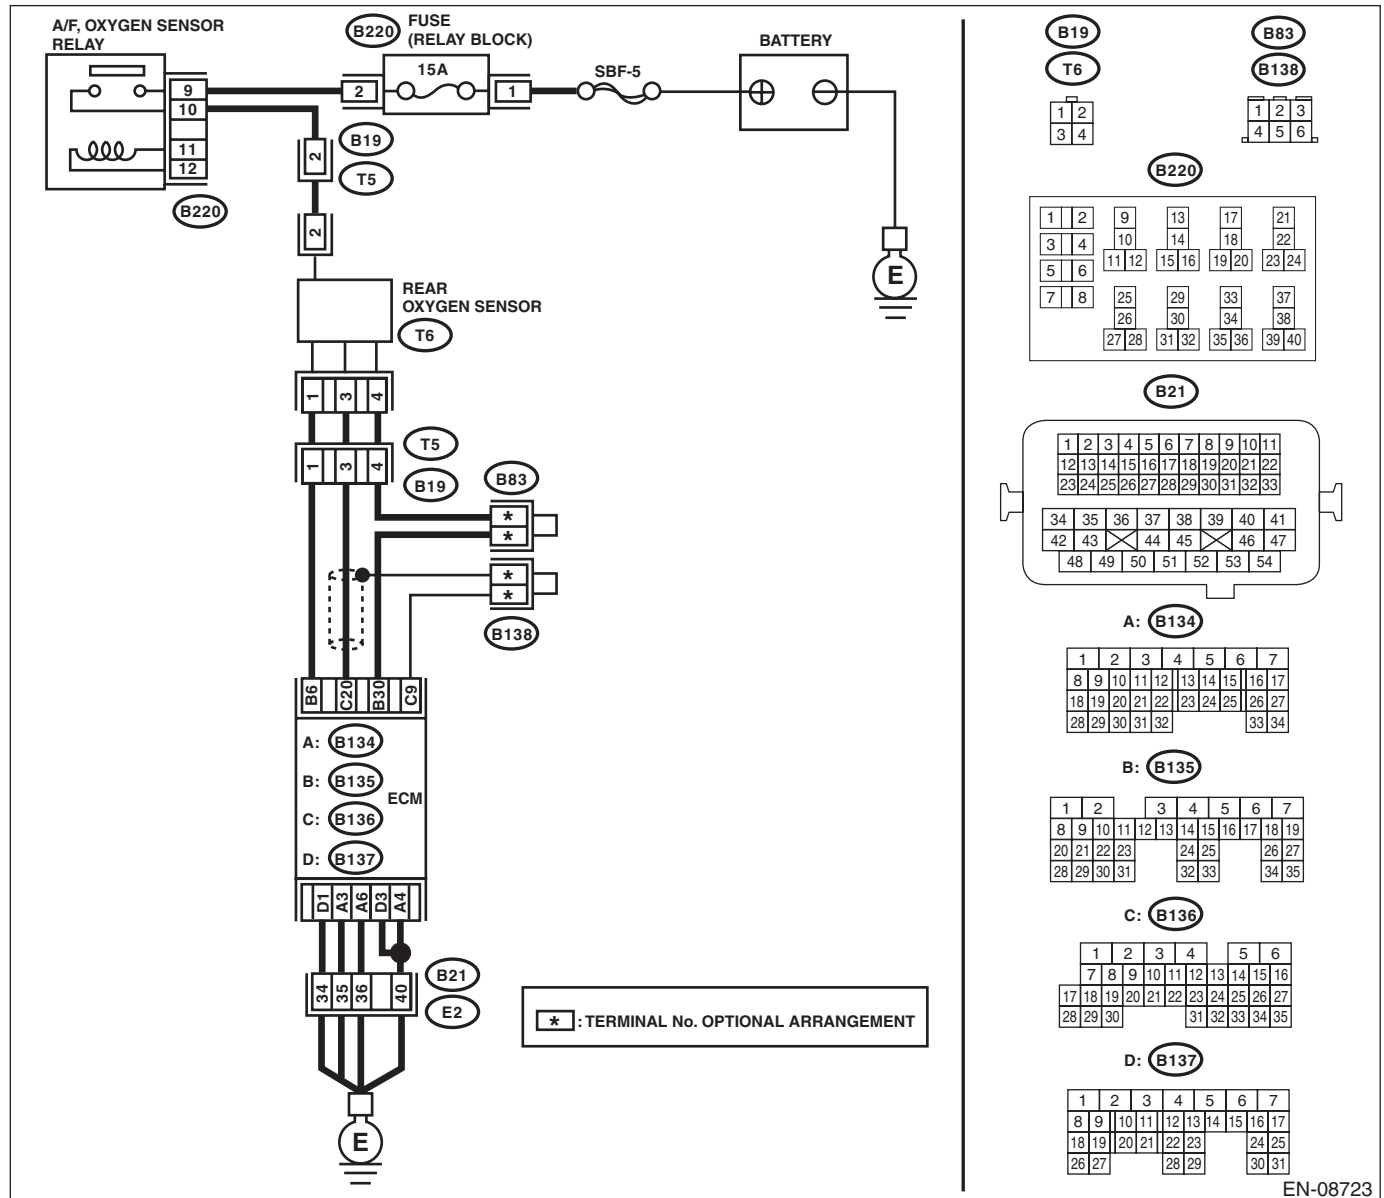 A/F, OXYGEN SENSOR
RELAY
B220
FUSE
(RELAY BLOCK)
BATTERY
15A
SBF-5
9
10
11
12
2
1
B220
2
B19
T5
2
E
REAR
OXYGEN SENSOR
T6
1 3 4
1 3 4
T5
B19
B83
*
*
*
*
B138
B6 C20 B30 C9
A: B134
B: B135
ECM
C: B136
D: B137
D1 A3 A6 D3 A4
34 35 36 40
B21
E2
E
* : TERMINAL No. OPTIONAL ARRANGEMENT
B19
T6
1 2
3 4
B83
B138
1 2 3
4 5 6
B220
1 2 9 13 17 21
3 4 10 14 18 22
11 12 15 16 19 20 23 24
5 6
7 8 25 29 33 37
26 30 34 38
27 28 31 32 35 36 39 40
B21
1 2 3 4 5 6 7 8 9 10 11
12 13 14 15 16 17 18 19 20 21 22
23 24 25 26 27 28 29 30 31 32 33
34 35 36 37 38 39 40 41
42 43 44 45 46 47
48 49 50 51 52 53 54
A: B134
1 2 3 4 5 6 7
8 9 10 11 12 13 14 15 16 17
18 19 20 21 22 23 24 25 26 27
28 29 30 31 32 33 34
B: B135
1 2 3 4 5 6 7
8 9 10 11 12 13 14 15 16 17 18 19
20 21 22 23 24 25 26 27
28 29 30 31 32 33 34 35
C: B136
1 2 3 4 5 6
7 8 9 10 11 12 13 14 15 16
17 18 19 20 21 22 23 24 25 26 27
28 29 30 31 32 33 34 35
D: B137
1 2 3 4 5 6 7
8 9 10 11 12 13 14 15 16 17
18 19 20 21 22 23 24 25
26 27 28 29 30 31
EN-08723